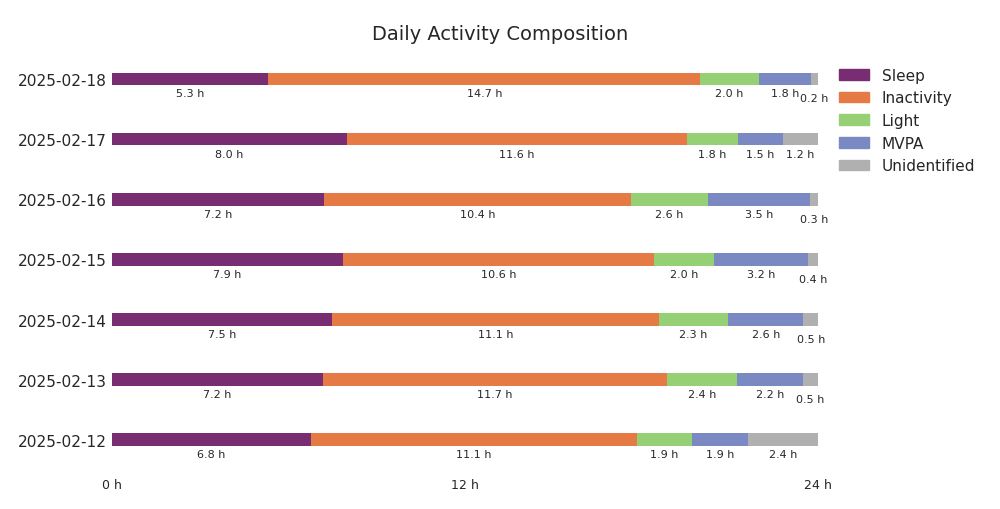 Daily Activity Composition
2025-02-18
5.3 h 14.7 h 2.0 h 1.8 h 0.2 h
2025-02-17
8.0 h 11.6 h 1.8 h 1.5 h 1.2 h
2025-02-16
7.2 h 10.4 h 2.6 h 3.5 h 0.3 h
2025-02-15
7.9 h 10.6 h 2.0 h 3.2 h 0.4 h
2025-02-14
7.5 h 11.1 h 2.3 h 2.6 h 0.5 h
2025-02-13
7.2 h 11.7 h 2.4 h 2.2 h 0.5 h
2025-02-12
6.8 h 11.1 h 1.9 h 1.9 h 2.4 h
0 h 12 h 24 h
Sleep
Inactivity
Light
MVPA
Unidentified